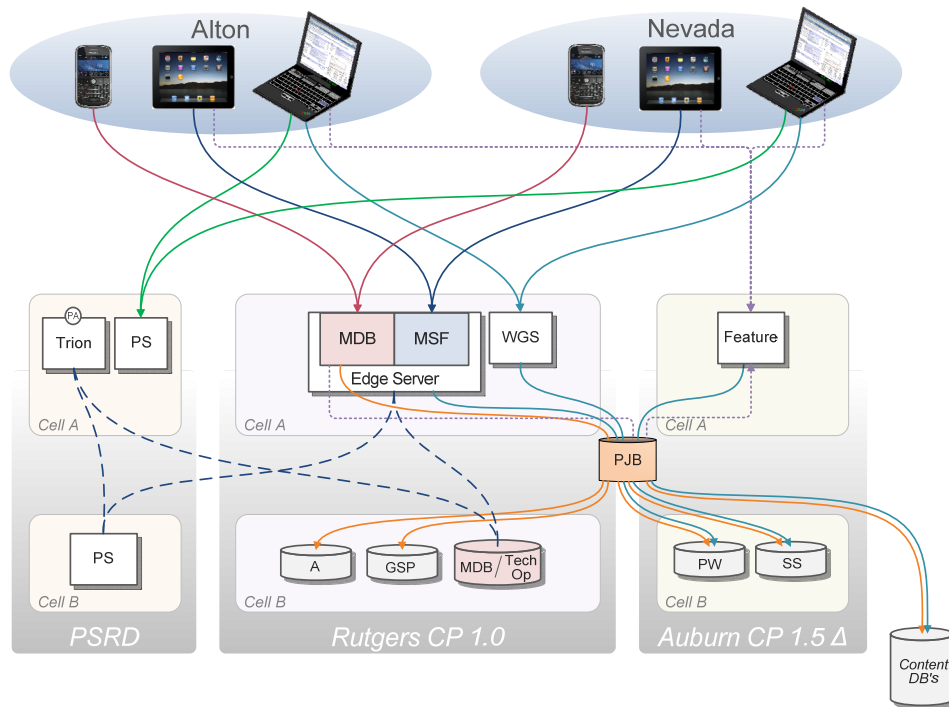 Alton
Nevada
PA
Trion
PS
MDB
MSF
WGS
Feature
Edge Server
Cell A
Cell A
Cell A
PJB
PS
A
GSP
MDB / Tech Op
PW
SS
Cell B
Cell B
Cell B
PSRD
Rutgers CP 1.0
Auburn CP 1.5 Δ
Content
DB's